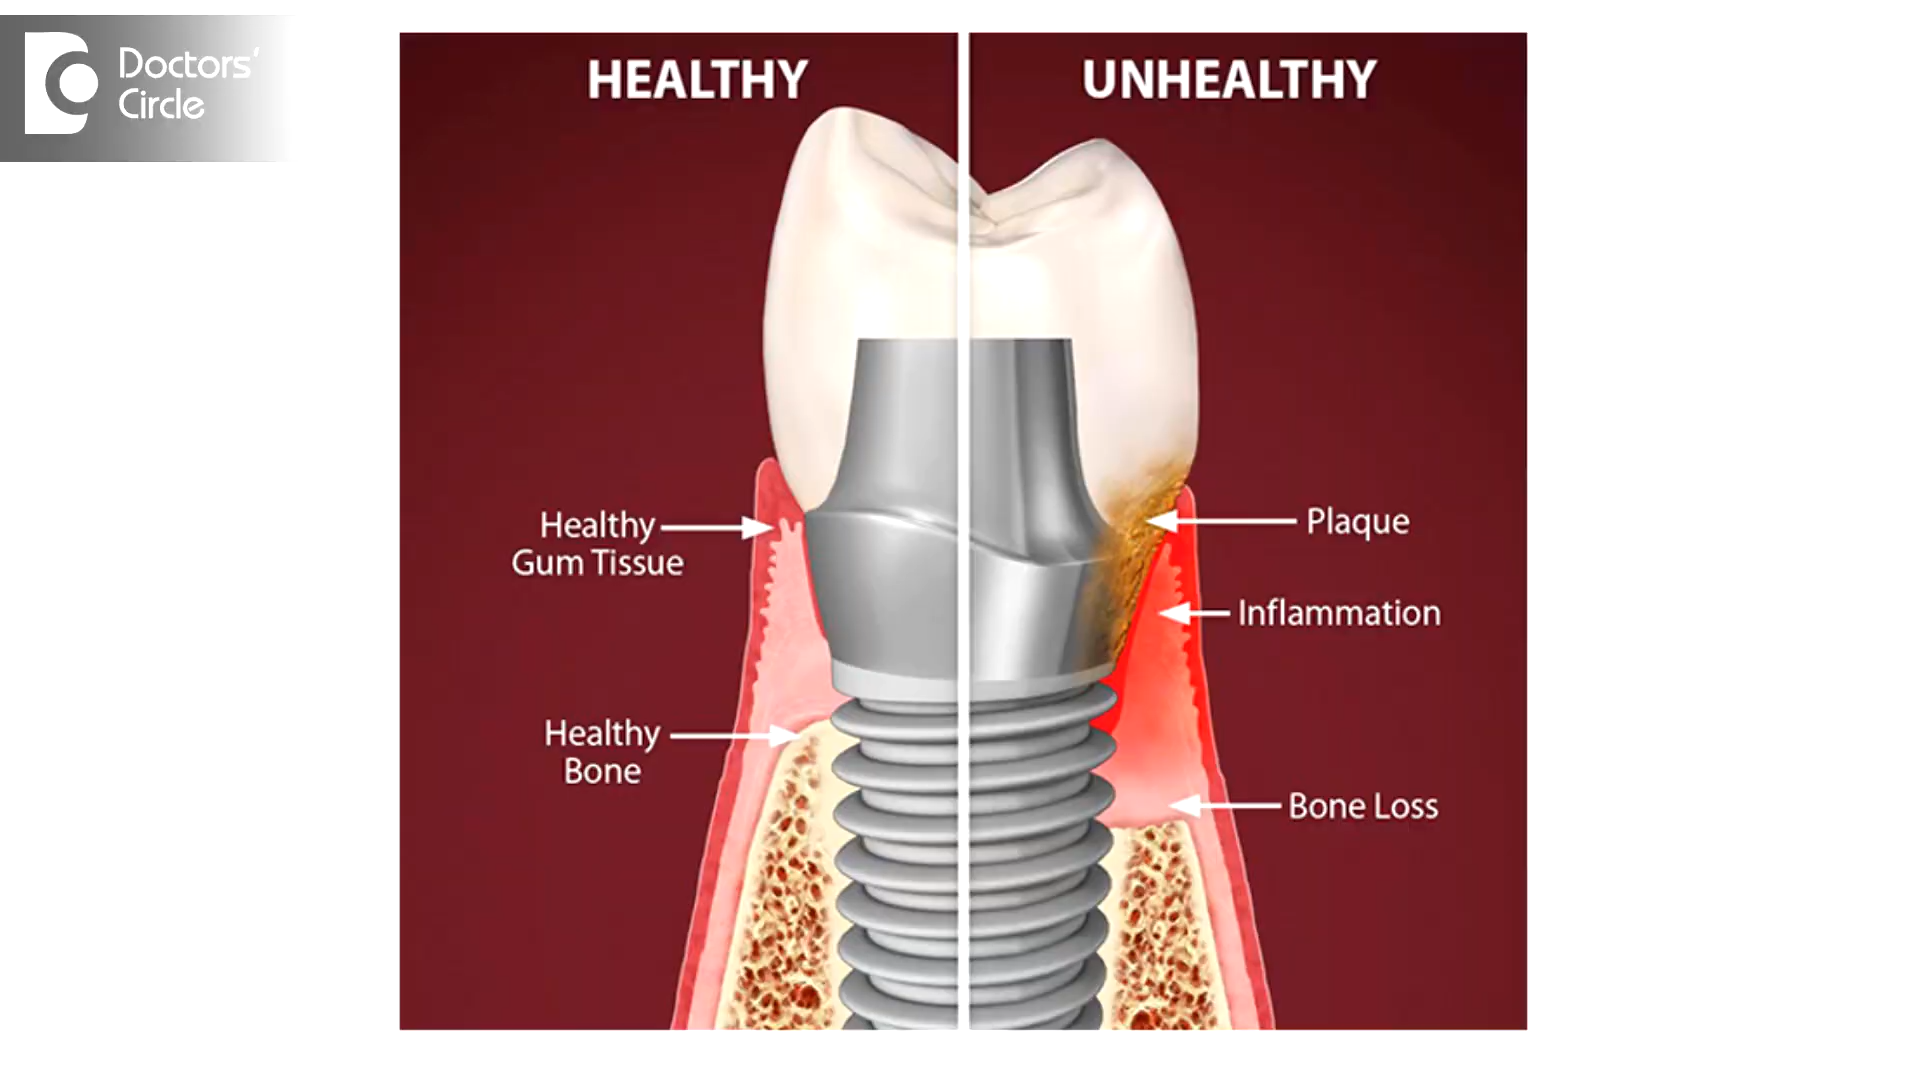 Doctors'
Circle
HEALTHY
UNHEALTHY
Healthy
Gum Tissue
Healthy
Bone
Plaque
Inflammation
Bone Loss